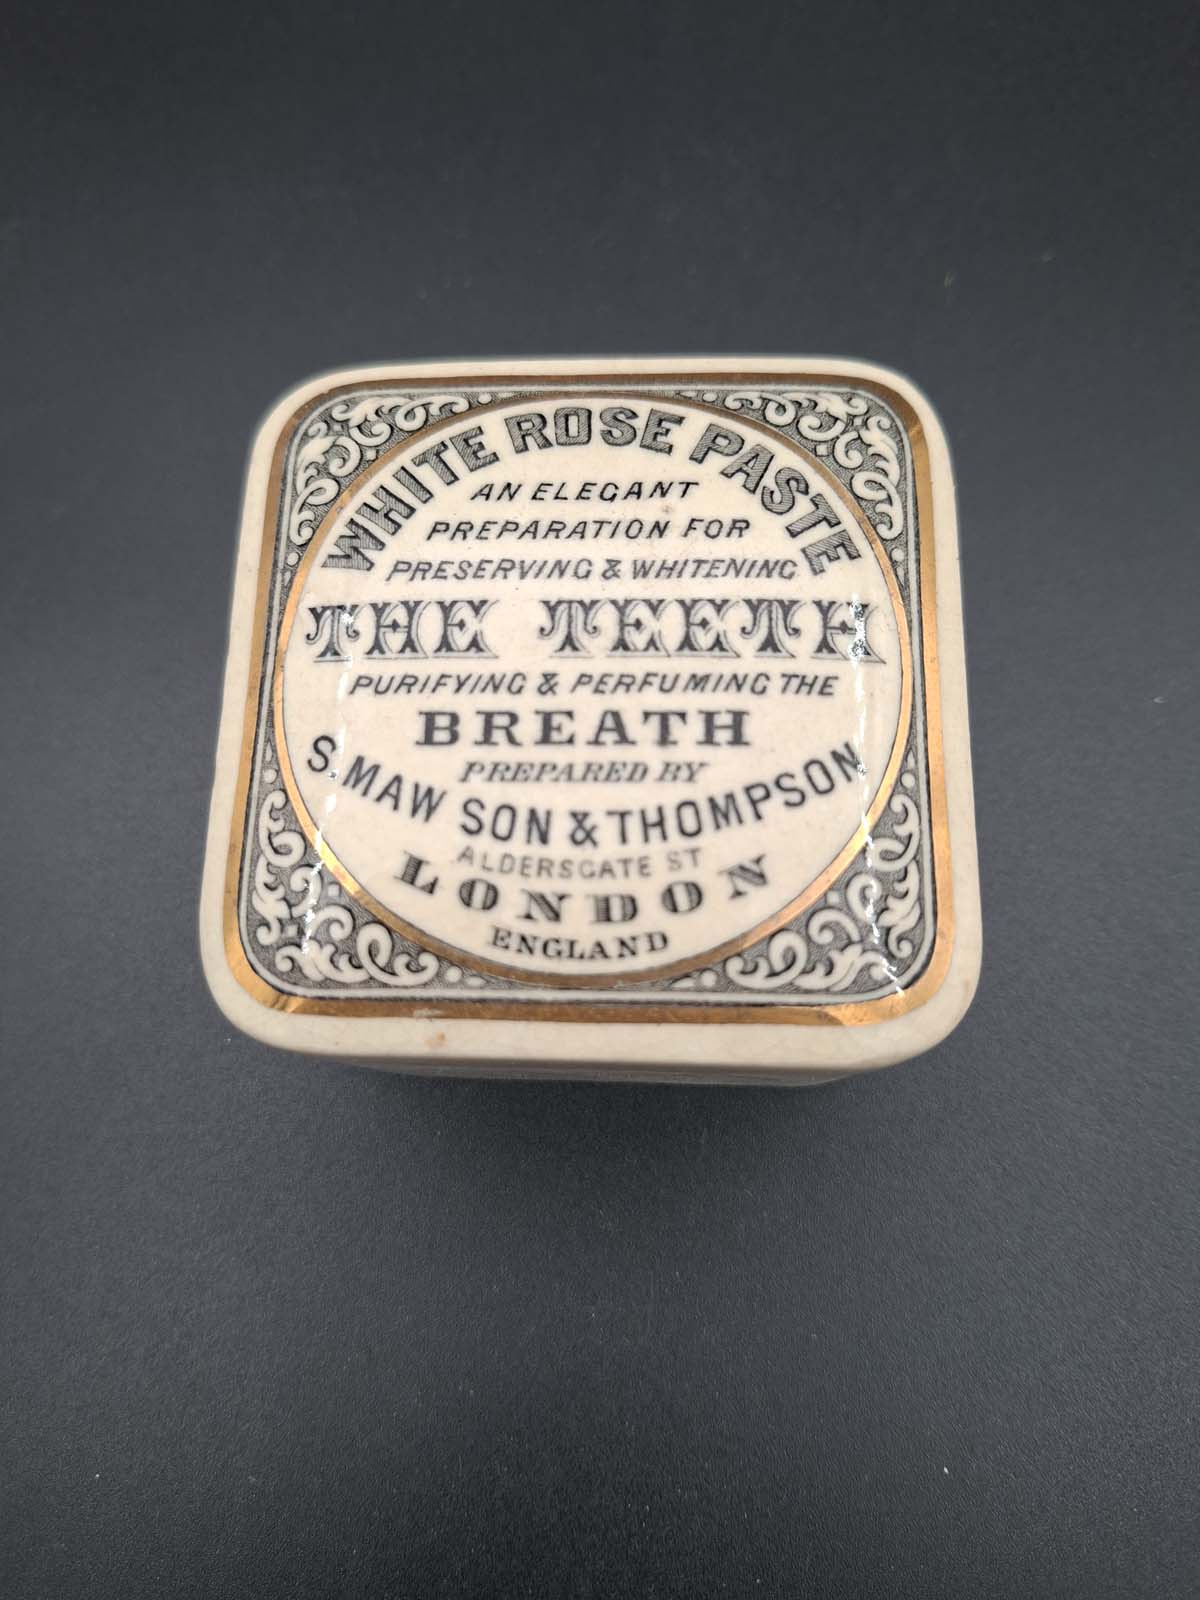 WHITE ROSE PASTE
AN ELEGANT
PREPARATION FOR
PRESERVING & WHITENING
THE TEETH
PURIFYING & PERFUMING THE
BREATH
PREPARED BY
S. MAW SON & THOMPSON
ALDERSGATE ST
LONDON
ENGLAND